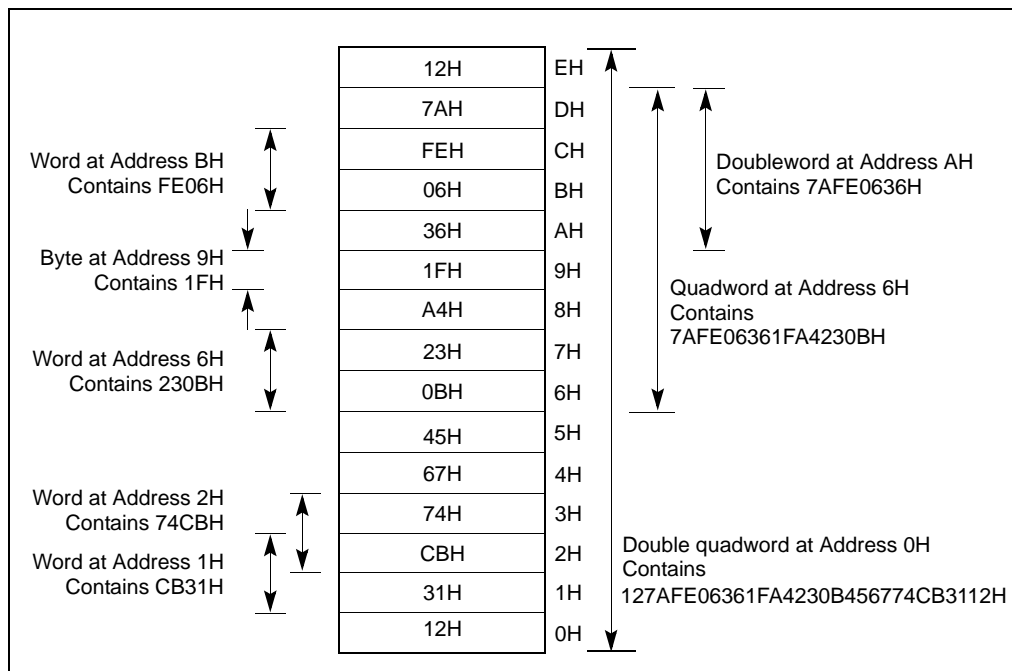 12H EH
7AH DH
FEH CH
06H BH
36H AH
1FH 9H
A4H 8H
23H 7H
0BH 6H
45H 5H
67H 4H
74H 3H
CBH 2H
31H 1H
12H 0H
Word at Address BH
Contains FE06H
Byte at Address 9H
Contains 1FH
Word at Address 6H
Contains 230BH
Word at Address 2H
Contains 74CBH
Word at Address 1H
Contains CB31H
Doubleword at Address AH
Contains 7AFE0636H
Quadword at Address 6H
Contains
7AFE06361FA4230BH
Double quadword at Address 0H
Contains
127AFE06361FA4230B456774CB3112H